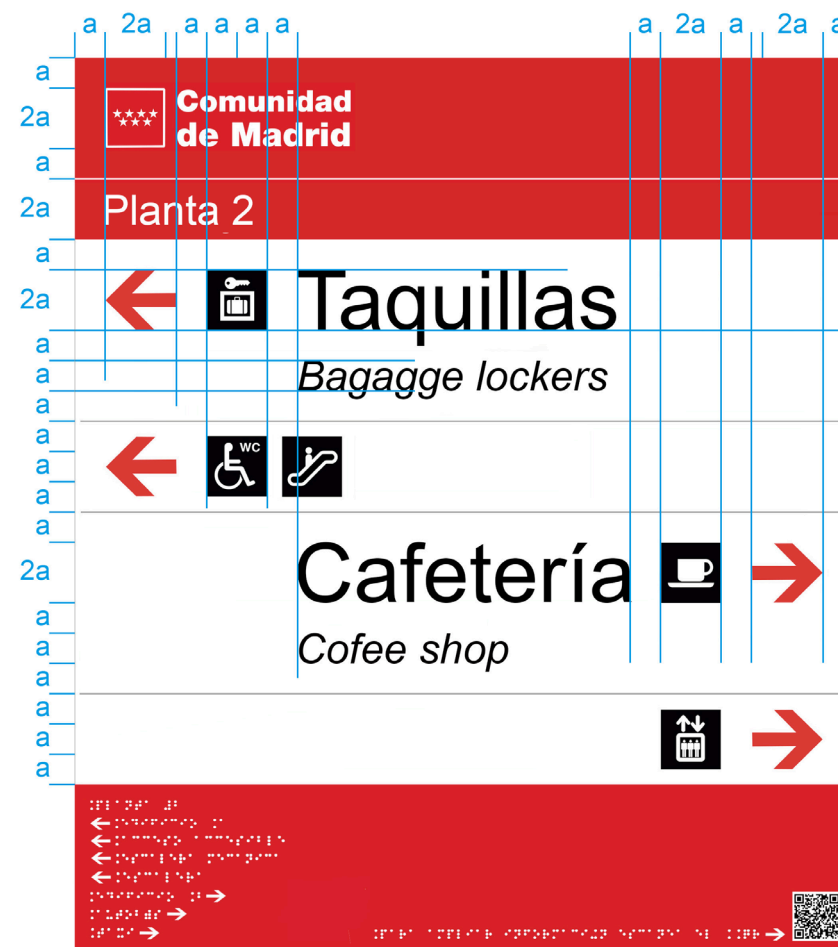 a 2a a a a a a 2a a 2a a
a
2a Comunidad
de Madrid
a
2a Planta 2
a
2a Taquillas
a
a Bagagge lockers
a
a
a WC
a
a
2a Cafetería
a
a Cofee shop
a
a
a
a